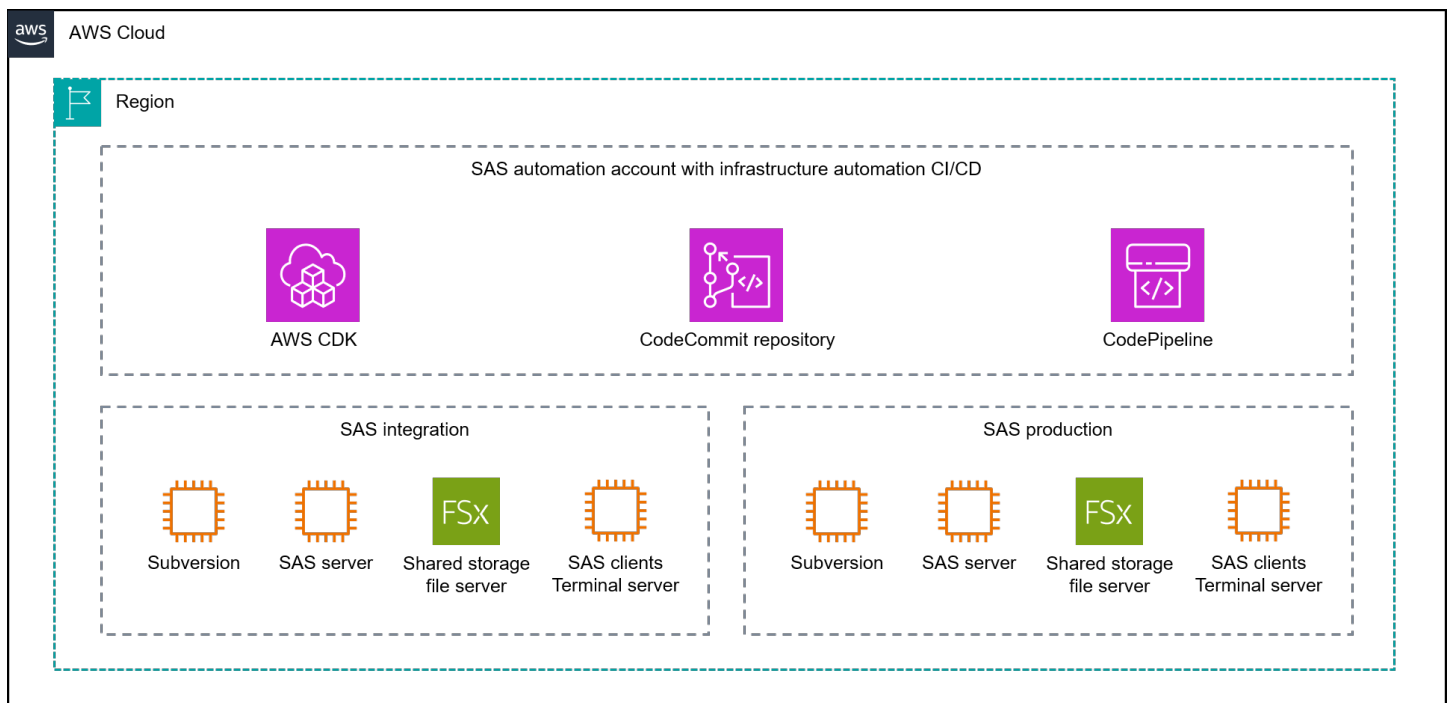 aws
AWS Cloud
Region
SAS automation account with infrastructure automation CI/CD
</>
</>
AWS CDK
CodeCommit repository
CodePipeline
SAS integration
FSx
Subversion
SAS server
Shared storage
file server
SAS clients
Terminal server
SAS production
FSx
Subversion
SAS server
Shared storage
file server
SAS clients
Terminal server